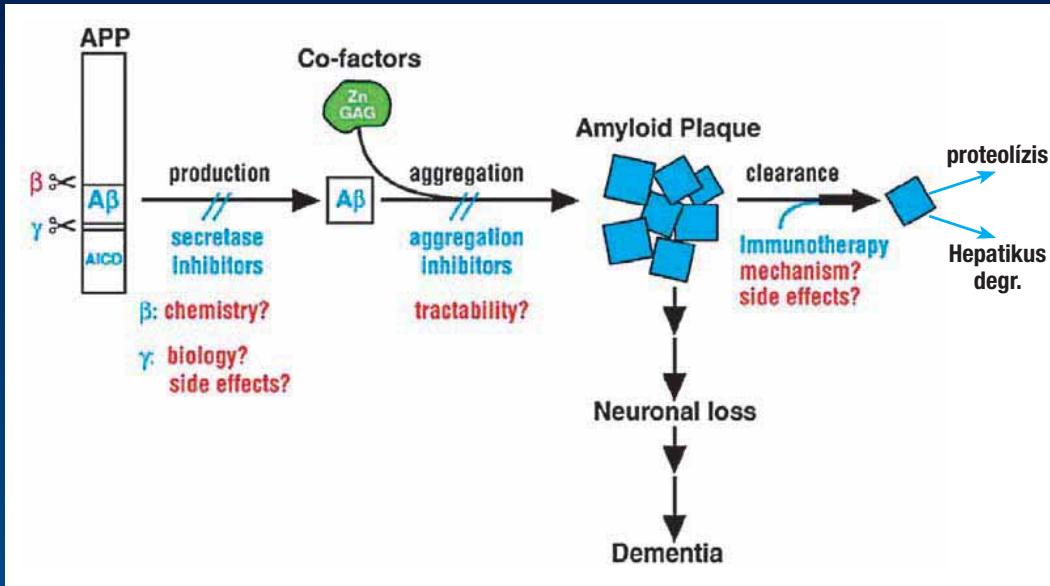 APP
β
Aβ
γ
AICD
production
secretase
inhibitors
β: chemistry?
γ: biology?
side effects?
Co-factors
Zn
GAG
Aβ
aggregation
aggregation
inhibitors
tractability?
Amyloid Plaque
clearance
Immunotherapy
mechanism?
side effects?
proteolízis
Hepatikus
degr.
Neuronal loss
Dementia